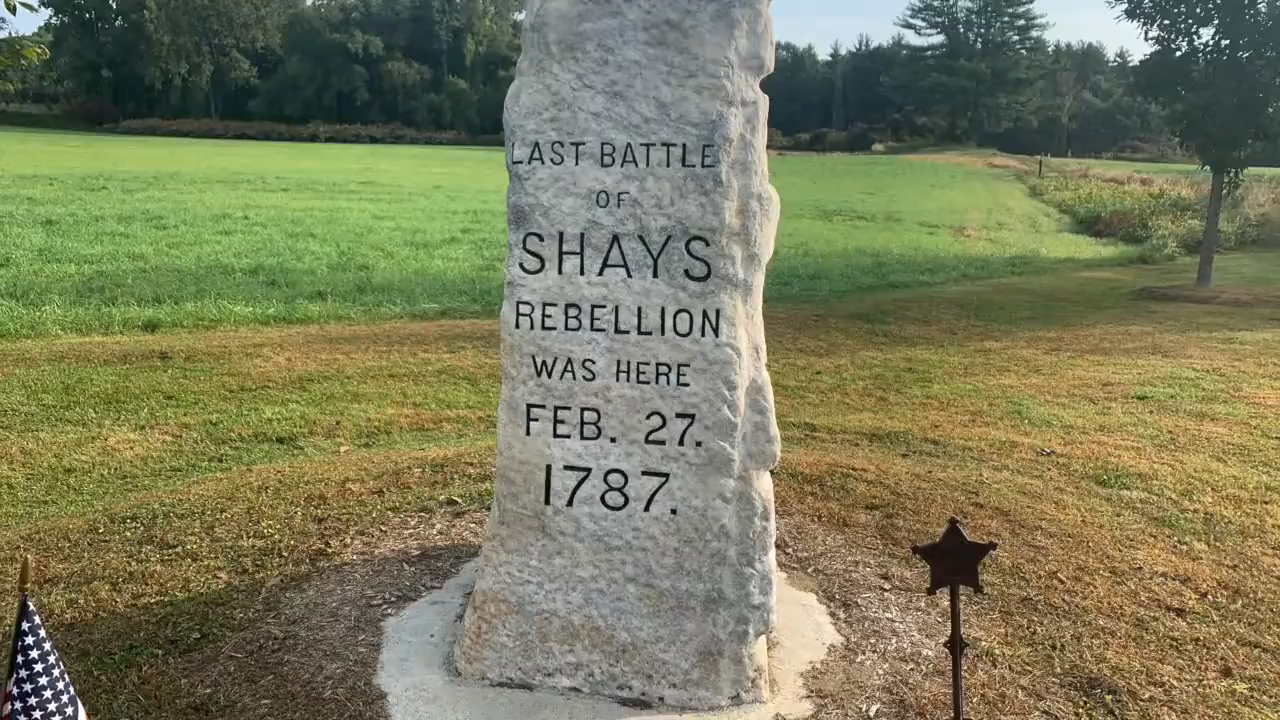 LAST BATTLE
OF
SHAYS
REBELLION
WAS HERE
FEB. 27.
1787.